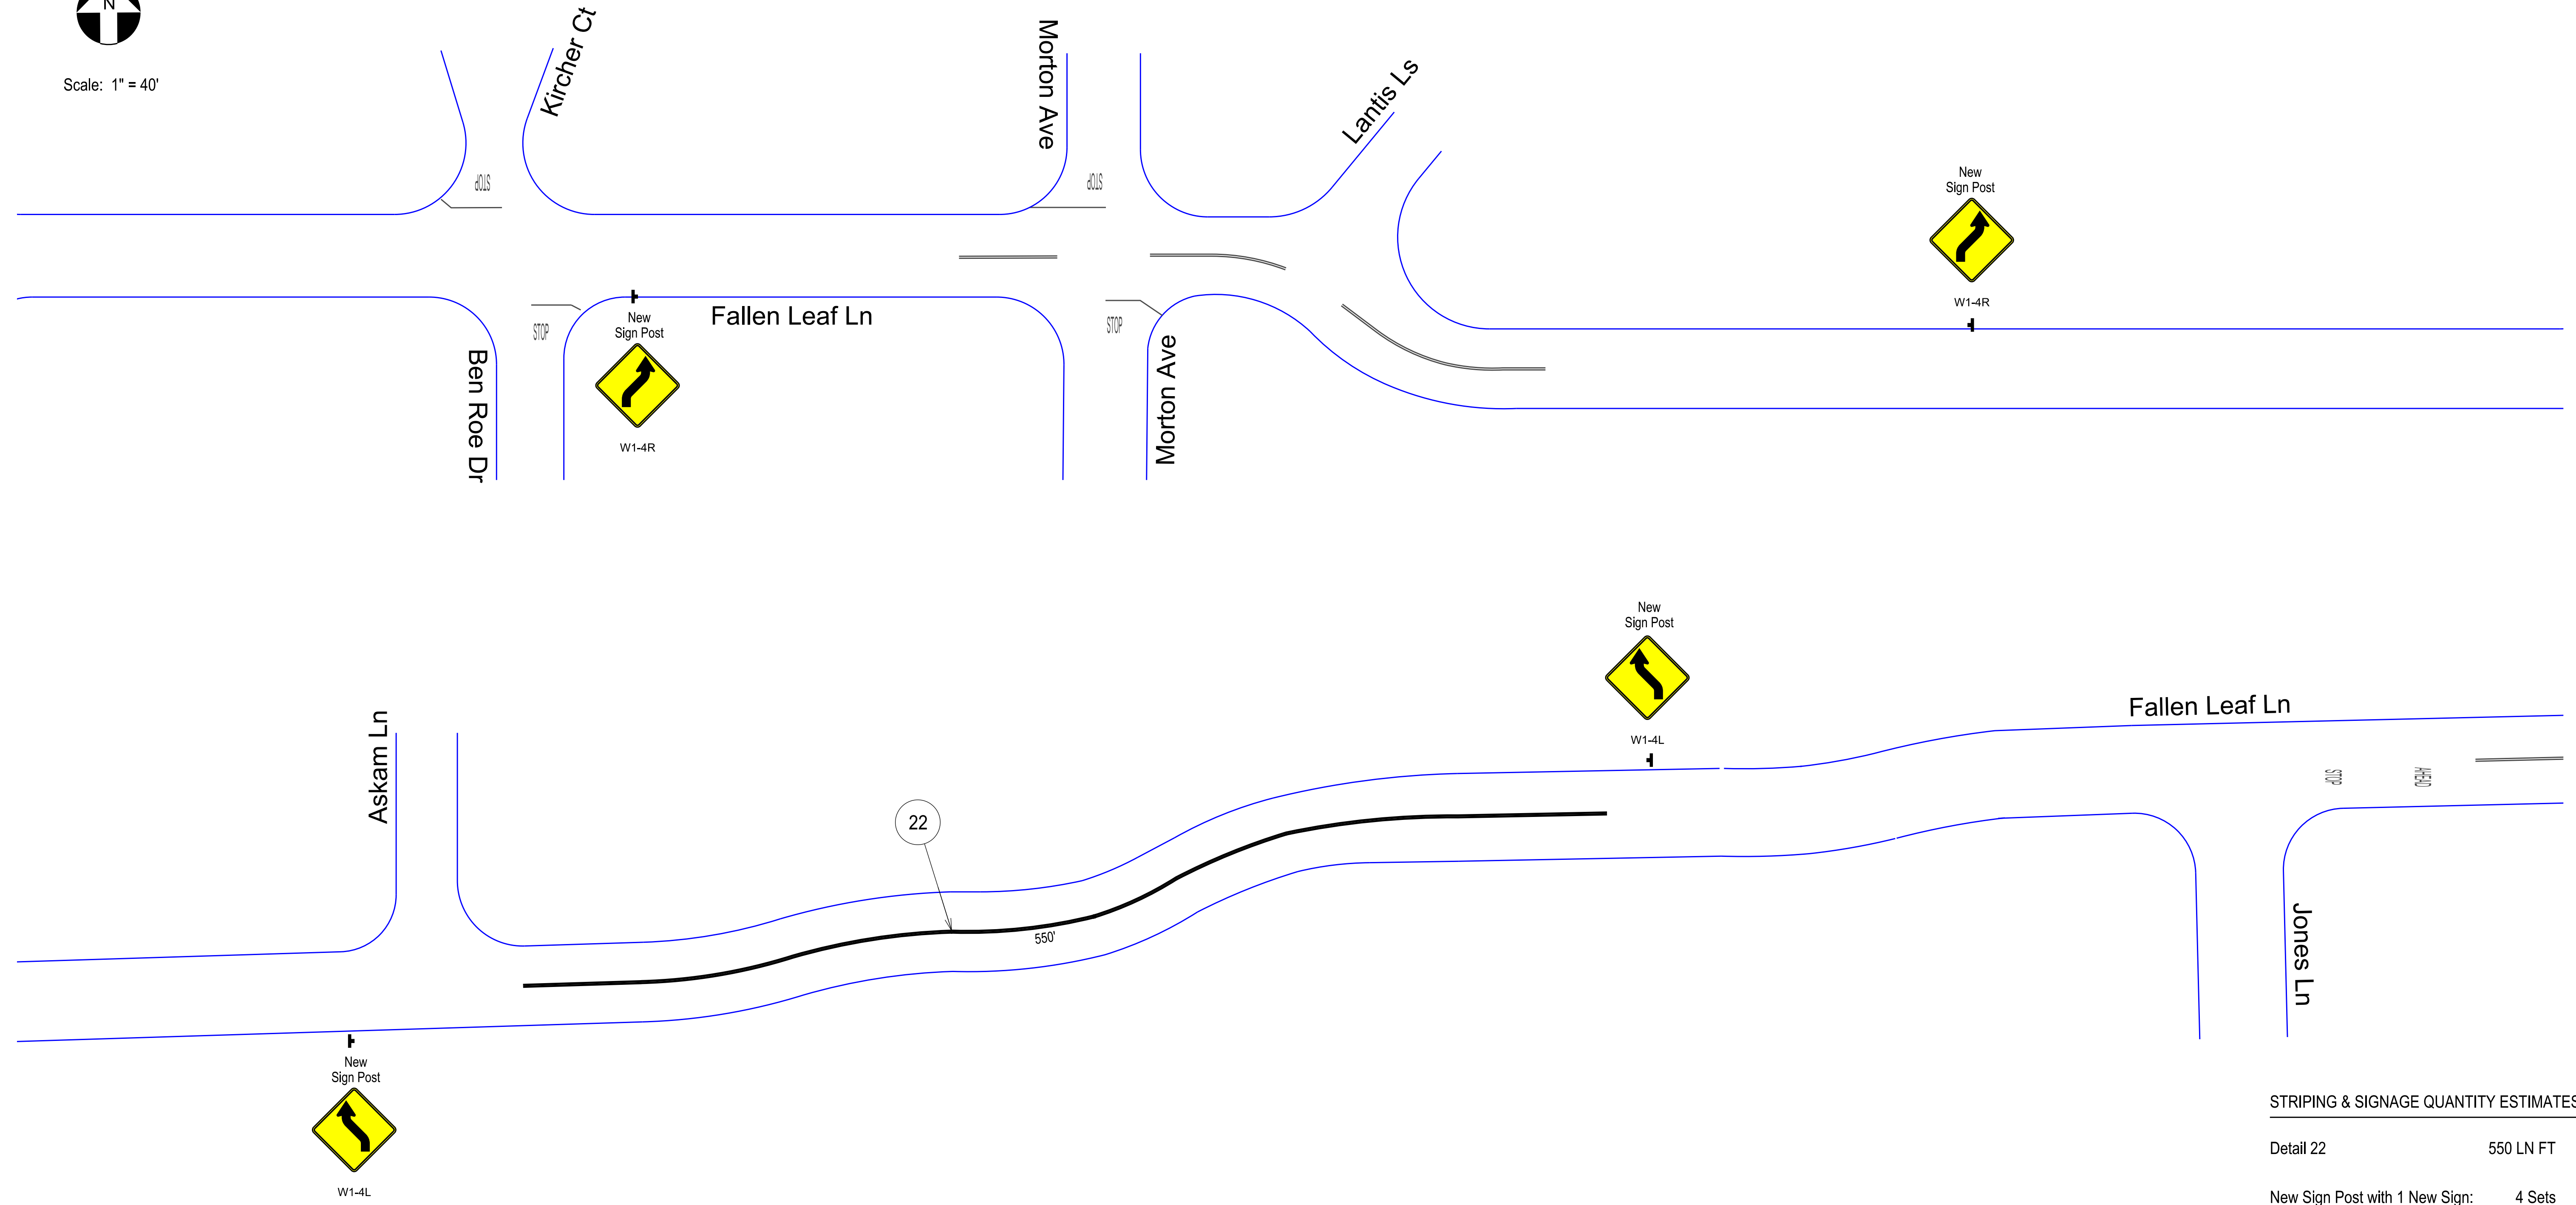 N
Scale: 1" = 40'
Kircher Ct
Morton Ave
Lantis Ls
STOP
STOP
New
Sign Post
W1-4R
STOP
New
Sign Post
W1-4R
Fallen Leaf Ln
STOP
Ben Roe Dr
Morton Ave
New
Sign Post
W1-4L
Fallen Leaf Ln
Askam Ln
STOP
AHEAD
22
550'
Jones Ln
New
Sign Post
W1-4L
STRIPING & SIGNAGE QUANTITY ESTIMATES
Detail 22 550 LN FT
New Sign Post with 1 New Sign: 4 Sets